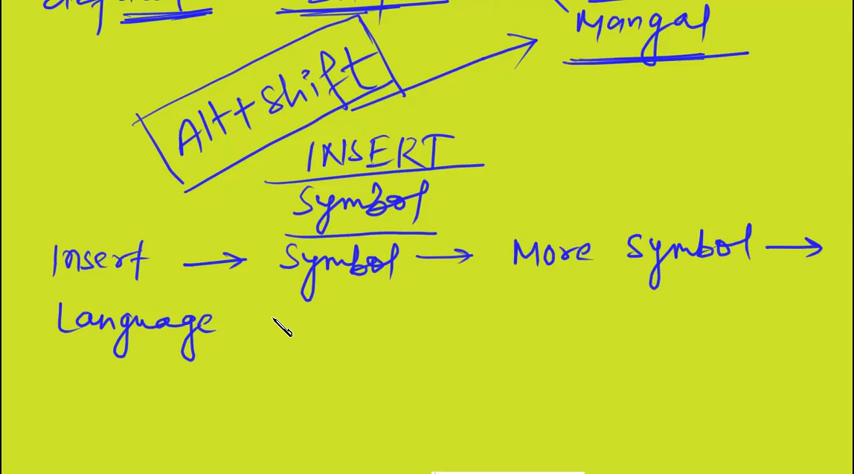 Mangal
Alt+shift
INSERT
Symbol
Insert → Symbol → More Symbol →
Language